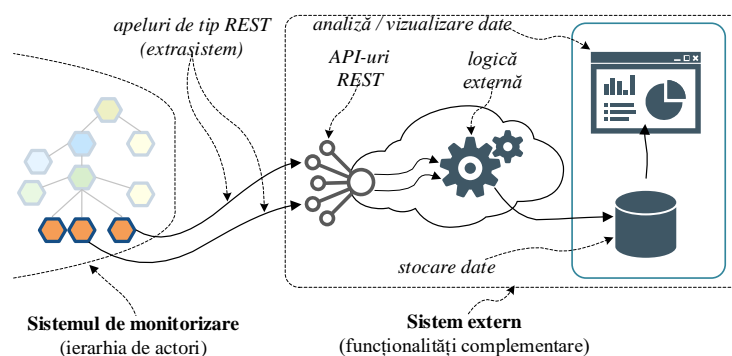 apeluri de tip REST
(extrasistem)
analiză / vizualizare date
API-uri
REST
logică
externă
stocare date
Sistemul de monitorizare
(ierarhia de actori)
Sistem extern
(funcționalități complementare)